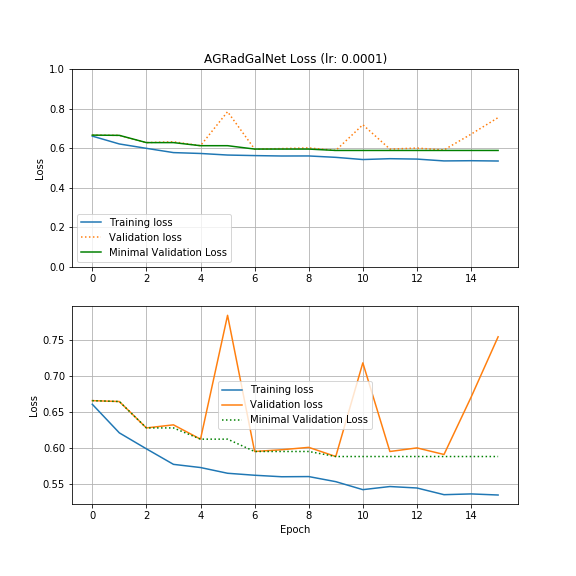 AGRadGalNet Loss (lr: 0.0001)
1.0
0.8
0.6
0.4
0.2
0.0
Loss
Training loss
Validation loss
Minimal Validation Loss
0 2 4 6 8 10 12 14
0.75
0.70
0.65
0.60
0.55
Loss
Training loss
Validation loss
Minimal Validation Loss
0 2 4 6 8 10 12 14
Epoch